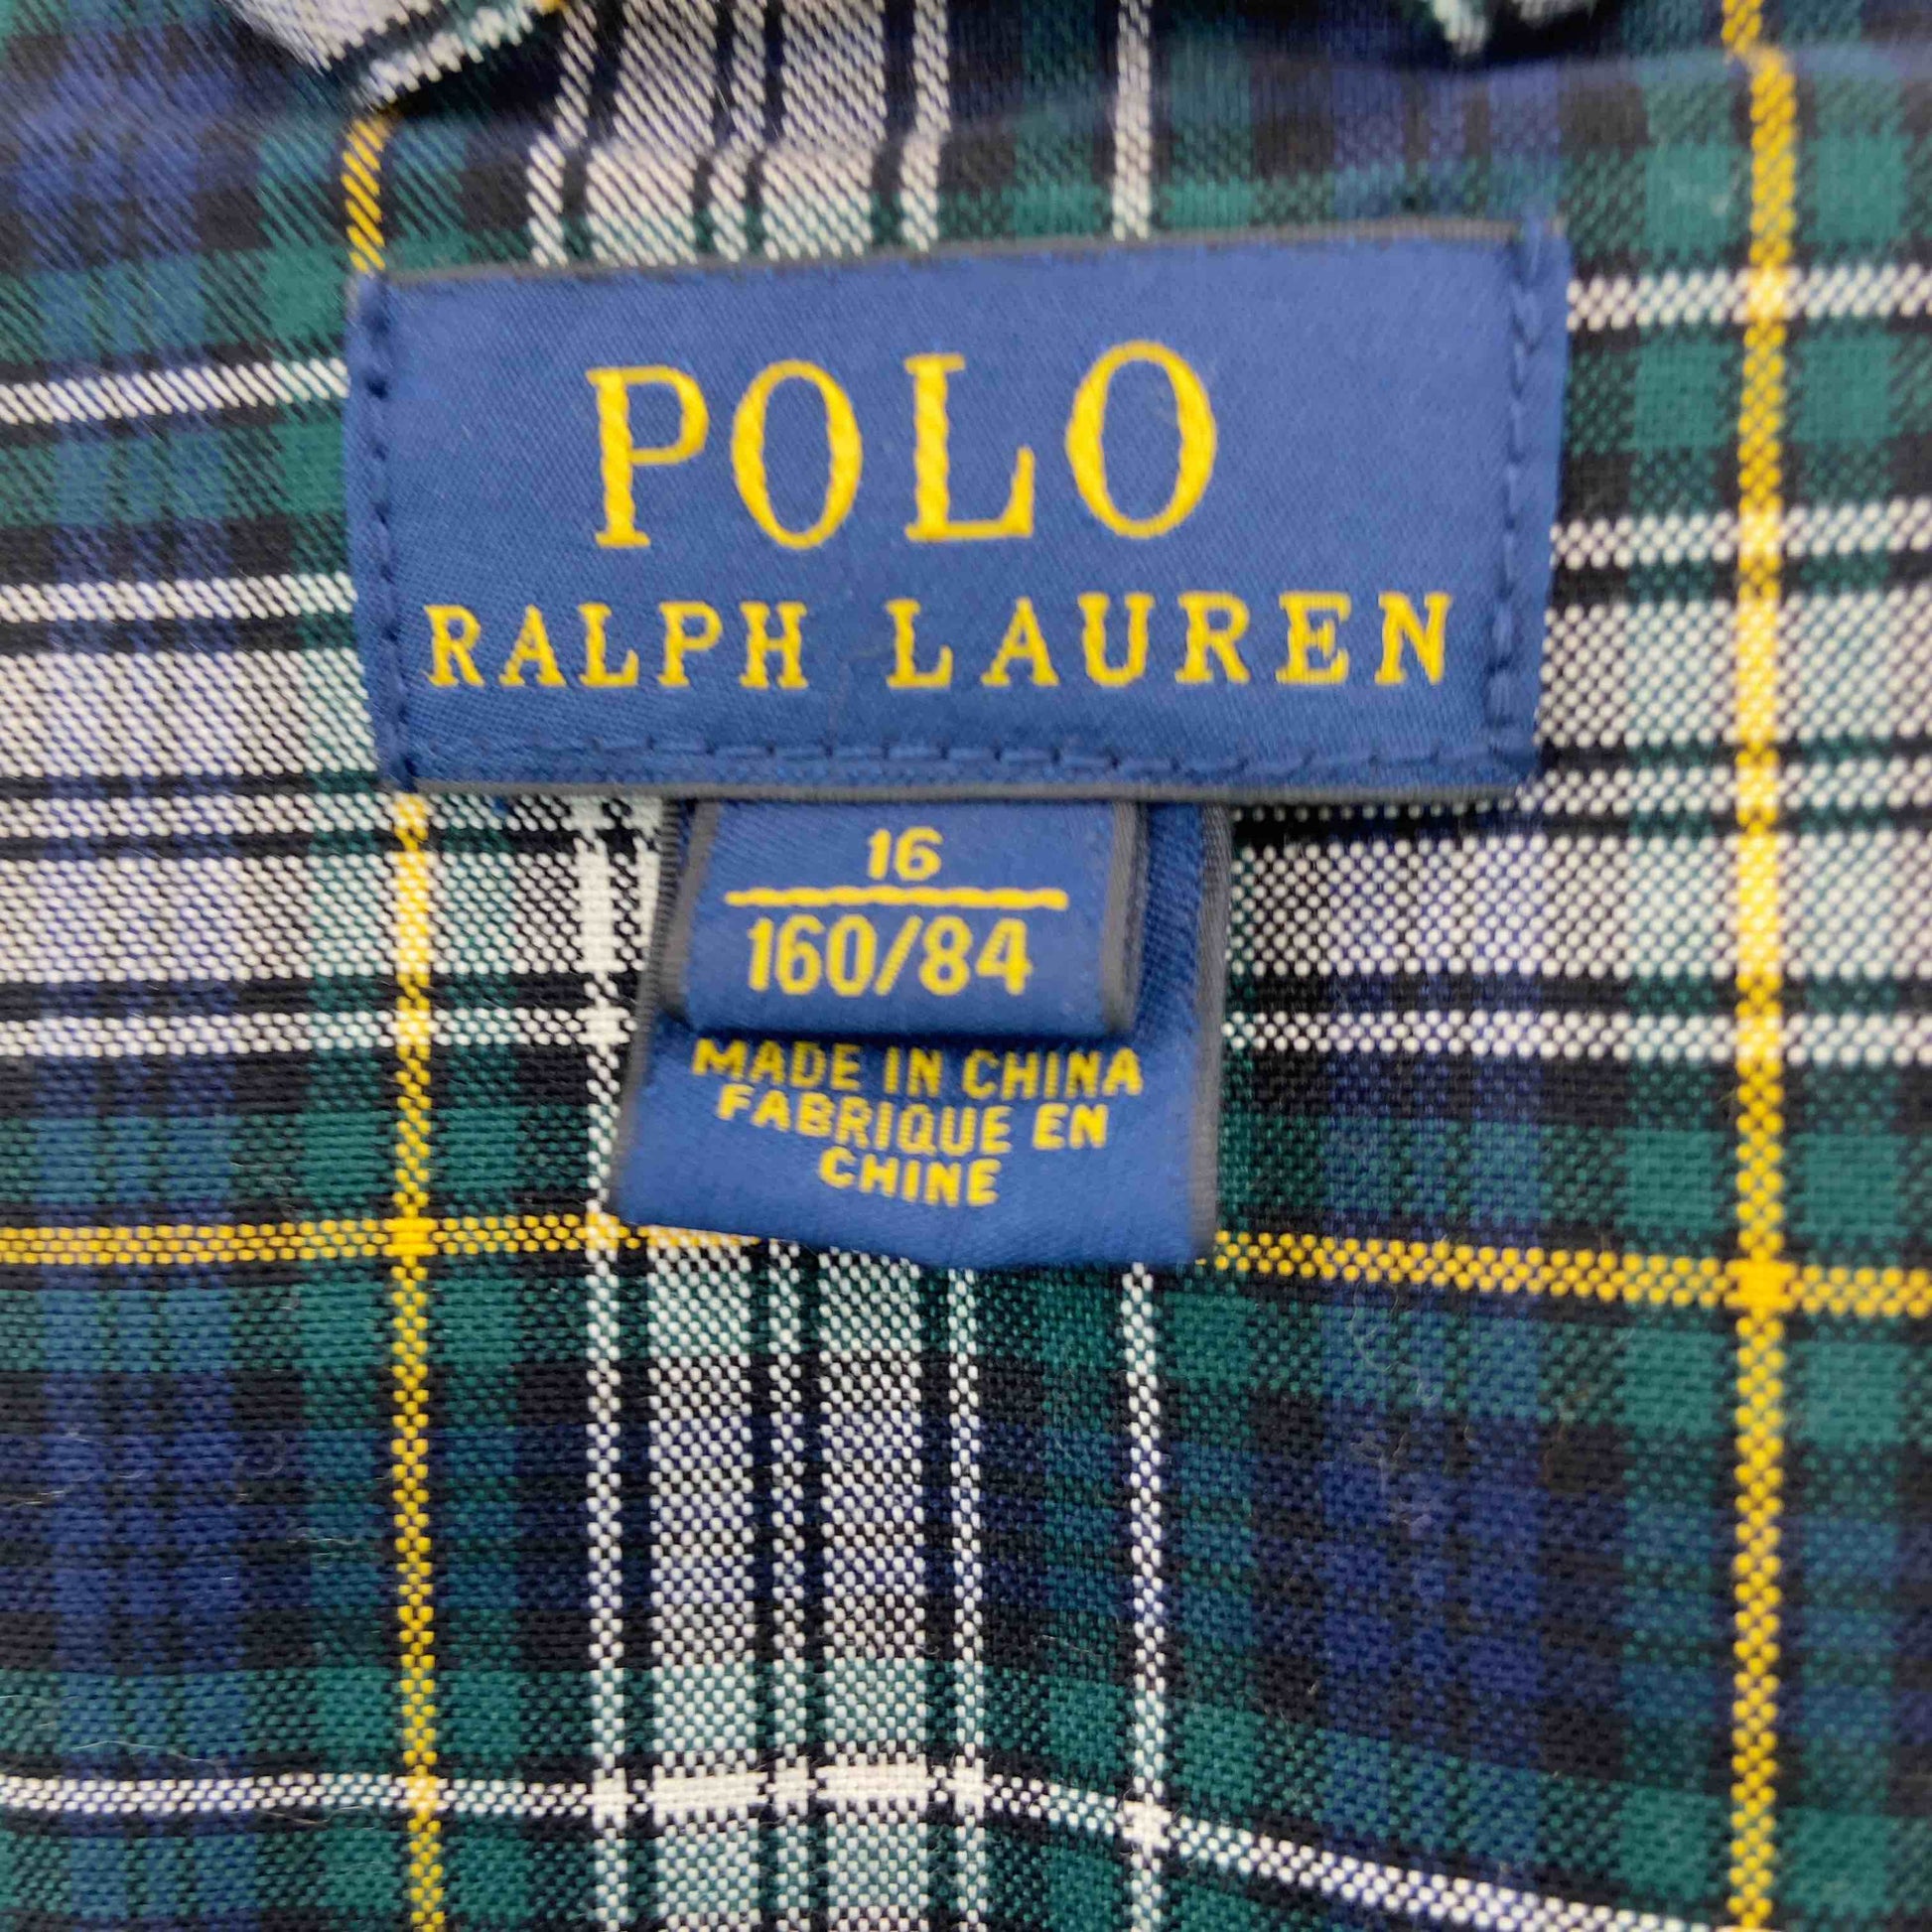 POLO
RALPH LAUREN
16
160/84
MADE IN CHINA
FABRIQUE EN
CHINE